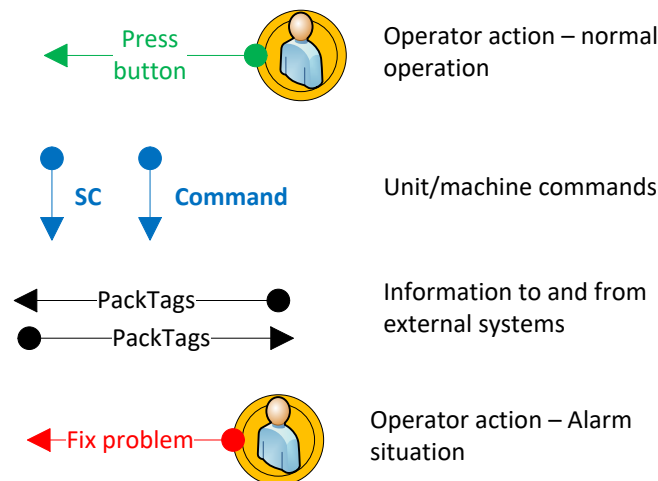 Press
button
Operator action – normal
operation
SC
Command
Unit/machine commands
PackTags
PackTags
Information to and from
external systems
Fix problem
Operator action – Alarm
situation